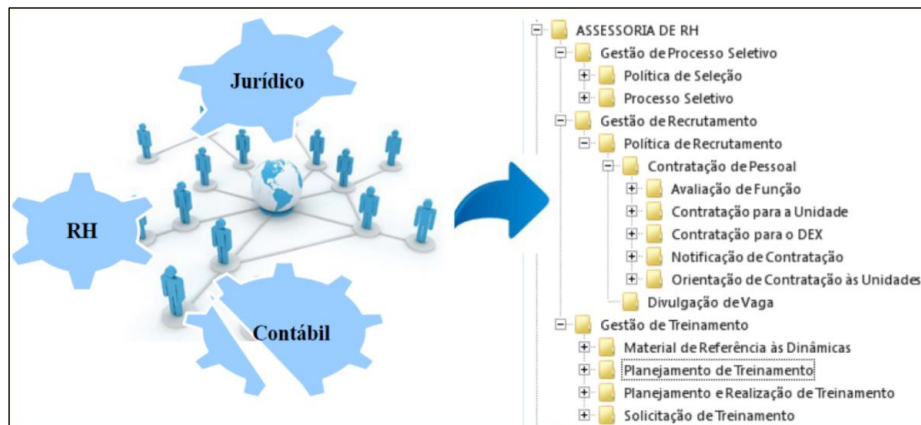 Jurídico
RH
Contábil
ASSESSORIA DE RH
Gestão de Processo Seletivo
Política de Seleção
Processo Seletivo
Gestão de Recrutamento
Política de Recrutamento
Contratação de Pessoal
Avaliação de Função
Contratação para a Unidade
Contratação para o DEX
Notificação de Contratação
Orientação de Contratação às Unidades
Divulgação de Vaga
Gestão de Treinamento
Material de Referência às Dinâmicas
Planejamento de Treinamento
Planejamento e Realização de Treinamento
Solicitação de Treinamento